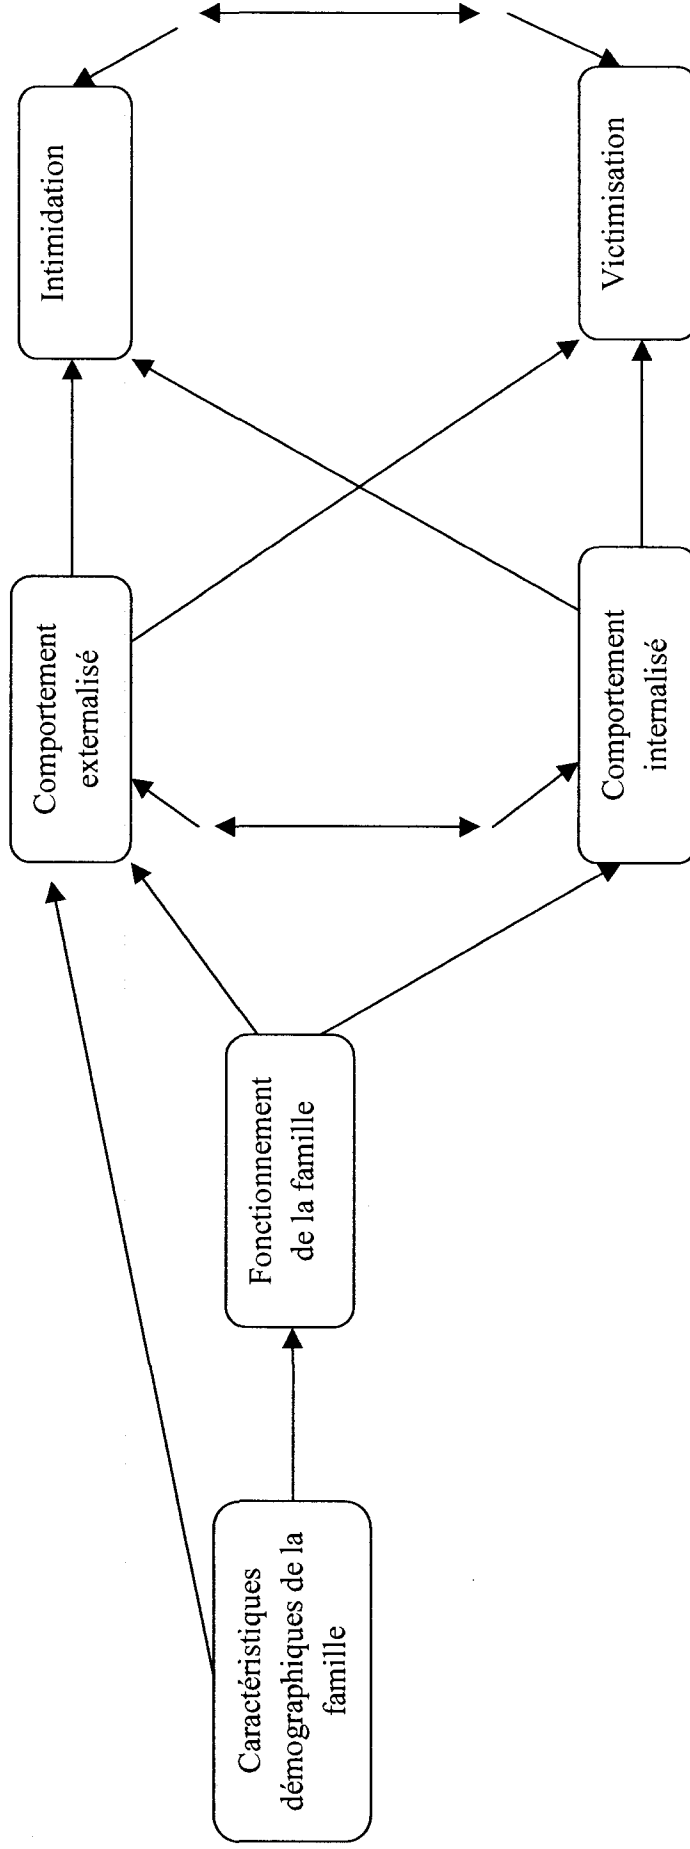 Caractéristiques
démographiques de la
famille
Fonctionnement
de la famille
Comportement
externalisé
Comportement
internalisé
Intimidation
Victimisation